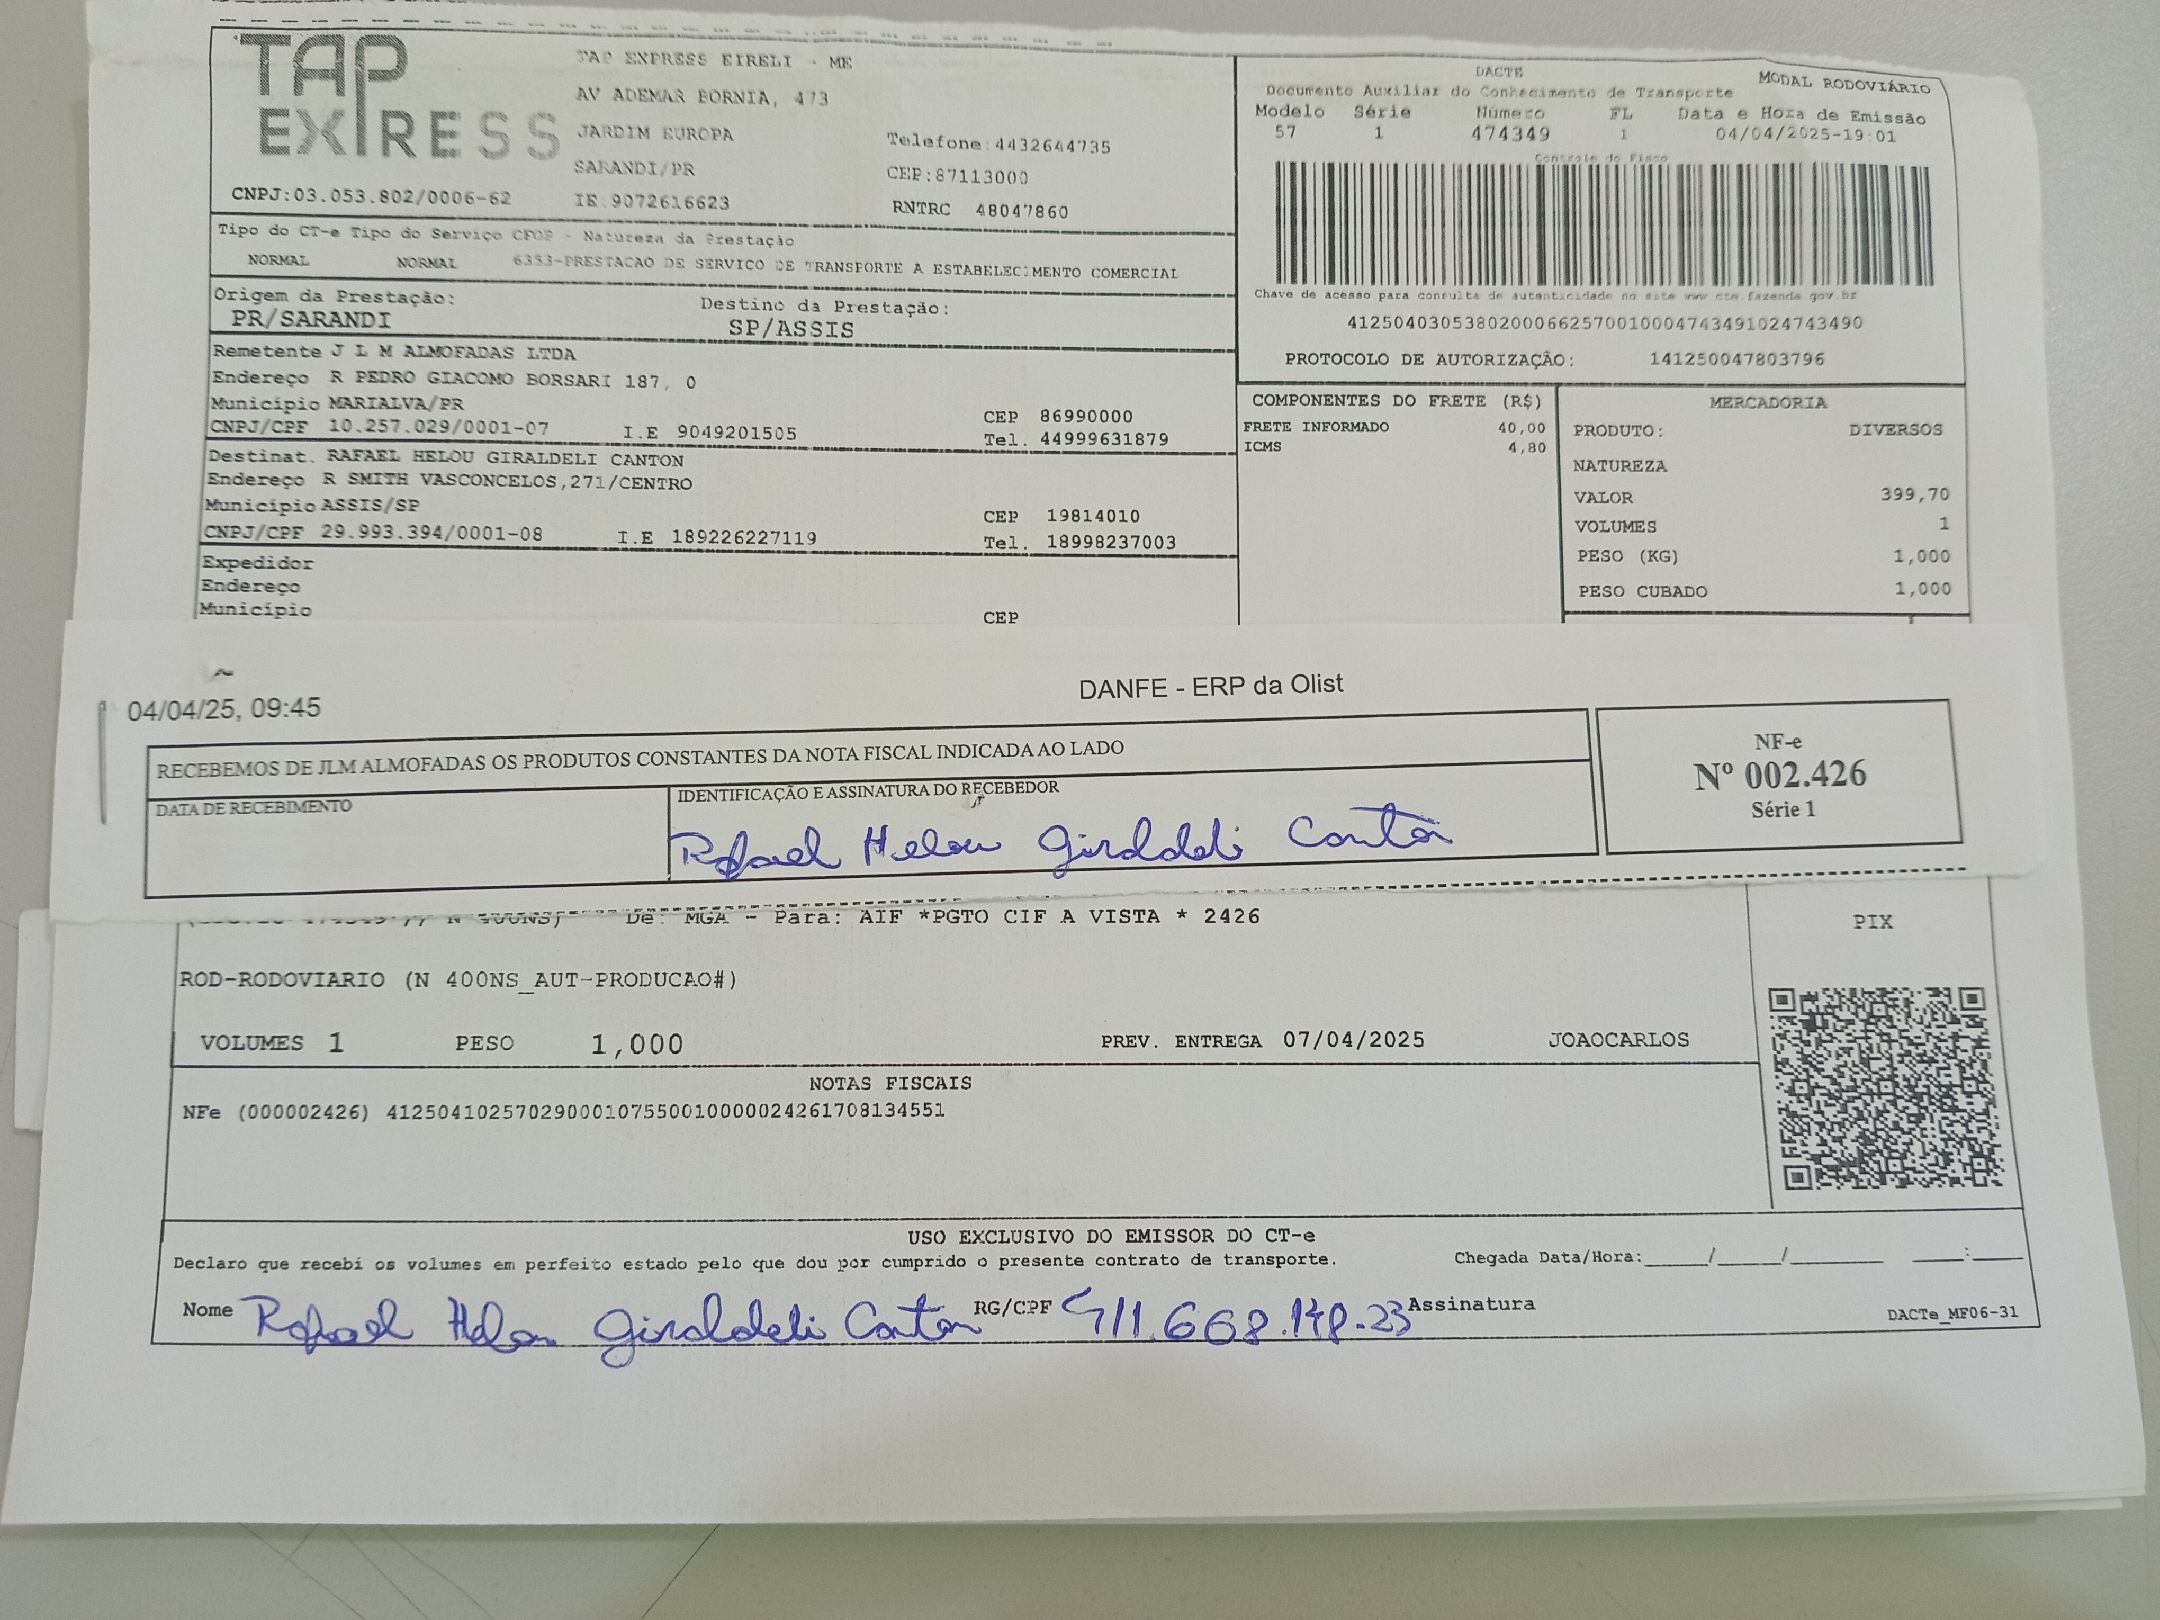 TAP EXPRESS
TAP EXPRESS EIRELI - ME
AV ADEMAR BORNIA, 473
JARDIM EUROPA
Telefone:4432644735
SARANDI/PR
CEP:87113000
CNPJ:03.053.802/0006-62 IE:9072616623 RNTRC 48047860
DACTE
MODAL RODOVIÁRIO
Documento Auxiliar do Conhecimento de Transporte
Modelo Série Número FL Data e Hora de Emissão
57 1 474349 1 04/04/2025-19:01
Controle do Fisco
Chave de acesso para consulta de autenticidade no site www.cte.fazenda.gov.br
41250403053802000662570010004743491024743490
PROTOCOLO DE AUTORIZAÇÃO: 141250047803796
Tipo do CT-e Tipo do Serviço CFOP - Natureza da Prestação
NORMAL NORMAL 6353-PRESTACAO DE SERVICO DE TRANSPORTE A ESTABELECIMENTO COMERCIAL
Origem da Prestação: Destino da Prestação:
PR/SARANDI SP/ASSIS
Remetente J L M ALMOFADAS LTDA
Endereço R PEDRO GIACOMO BORSARI 187, 0
Município MARIALVA/PR CEP 86990000
CNPJ/CPF 10.257.029/0001-07 I.E 9049201505 Tel. 44999631879
Destinat. RAFAEL HELOU GIRALDELI CANTON
Endereço R SMITH VASCONCELOS,271/CENTRO
Município ASSIS/SP CEP 19814010
CNPJ/CPF 29.993.394/0001-08 I.E 189226227119 Tel. 18998237003
Expedidor
Endereço
Município CEP
COMPONENTES DO FRETE (R$)
FRETE INFORMADO 40,00
ICMS 4,80
MERCADORIA
PRODUTO: DIVERSOS
NATUREZA
VALOR 399,70
VOLUMES 1
PESO (KG) 1,000
PESO CUBADO 1,000
04/04/25, 09:45 DANFE - ERP da Olist
RECEBEMOS DE JLM ALMOFADAS OS PRODUTOS CONSTANTES DA NOTA FISCAL INDICADA AO LADO
DATA DE RECEBIMENTO IDENTIFICAÇÃO E ASSINATURA DO RECEBEDOR
Rafael Helou Giraldeli Canton
NF-e
Nº 002.426
Série 1
De: MGA - Para: AIF *PGTO CIF A VISTA * 2426
PIX
ROD-RODOVIARIO (N 400NS_AUT-PRODUCAO#)
VOLUMES 1 PESO 1,000 PREV. ENTREGA 07/04/2025 JOAOCARLOS
NOTAS FISCAIS
NFe (000002426) 41250410257029000107550010000024261708134551
USO EXCLUSIVO DO EMISSOR DO CT-e
Declaro que recebi os volumes em perfeito estado pelo que dou por cumprido o presente contrato de transporte. Chegada Data/Hora:____/____/______ ____:____
Nome Rafael Helou Giraldeli Canton RG/CPF 411.668.148-23 Assinatura
DACTe_MF06-31